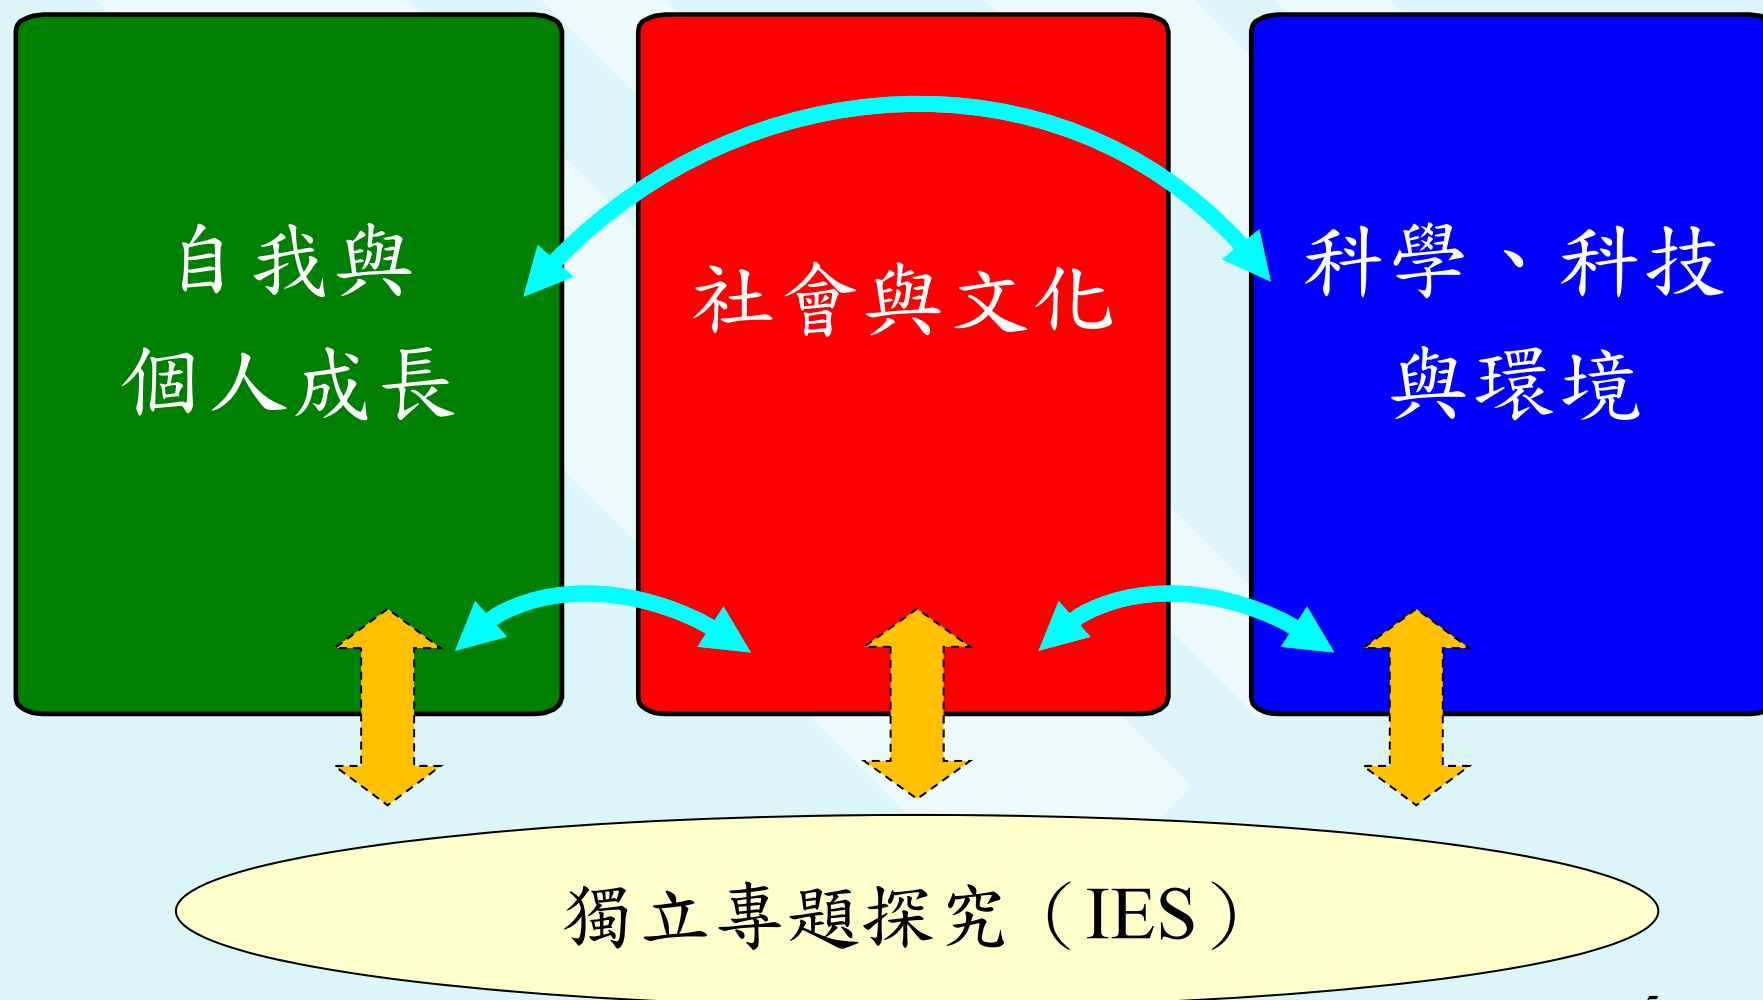 自我與
個人成長
社會與文化
科學、科技
與環境
獨立專題探究（IES）